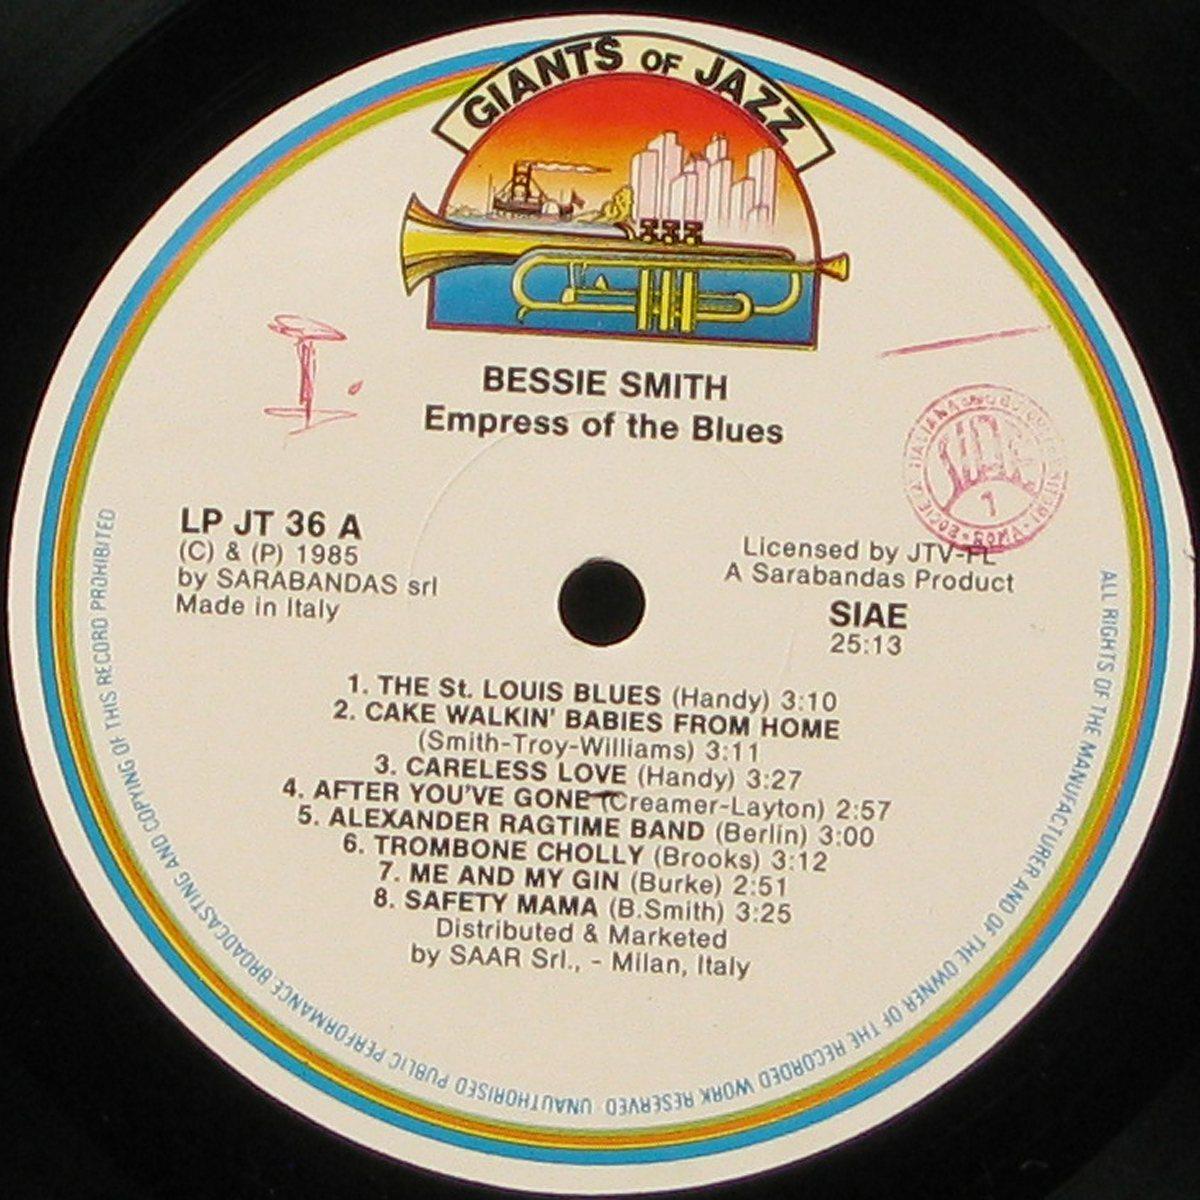 GIANTS OF JAZZ
BESSIE SMITH
Empress of the Blues
I.
LP JT 36 A
(C) & (P) 1985
by SARABANDAS srl
Made in Italy
Licensed by JTV-FL
A Sarabandas Product
SIAE
25:13
1. THE St. LOUIS BLUES (Handy) 3:10
2. CAKE WALKIN' BABIES FROM HOME
(Smith-Troy-Williams) 3:11
3. CARELESS LOVE (Handy) 3:27
4. AFTER YOU'VE GONE (Creamer-Layton) 2:57
5. ALEXANDER RAGTIME BAND (Berlin) 3:00
6. TROMBONE CHOLLY (Brooks) 3:12
7. ME AND MY GIN (Burke) 2:51
8. SAFETY MAMA (B.Smith) 3:25
Distributed & Marketed
by SAAR Srl., - Milan, Italy
ALL RIGHTS OF THE MANUFACTURER AND OF THE OWNER OF THE RECORDED WORK RESERVED UNAUTHORISED PUBLIC PERFORMANCE BROADCASTING AND COPYING OF THIS RECORD PROHIBITED
SOCIETA ITALIANA
ROMA
1